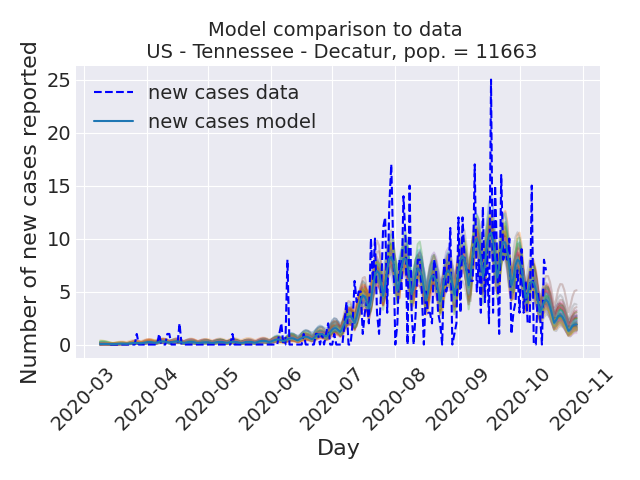 Model comparison to data
US - Tennessee - Decatur, pop. = 11663
Number of new cases reported
25
20
15
10
5
0
new cases data
new cases model
2020-03
2020-04
2020-05
2020-06
2020-07
2020-08
2020-09
2020-10
2020-11
Day